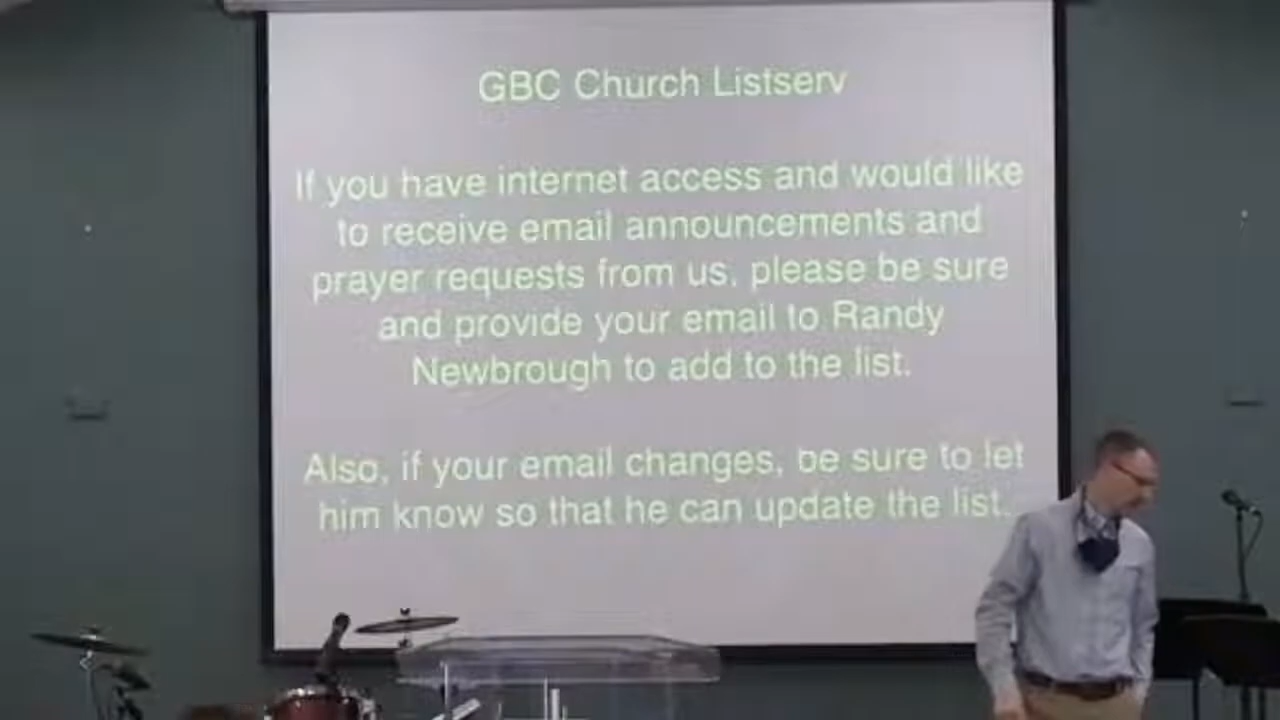 GBC Church Listserv
If you have internet access and would like
to receive email announcements and
prayer requests from us, please be sure
and provide your email to Randy
Newbrough to add to the list.
Also, if your email changes, be sure to let
him know so that he can update the list.